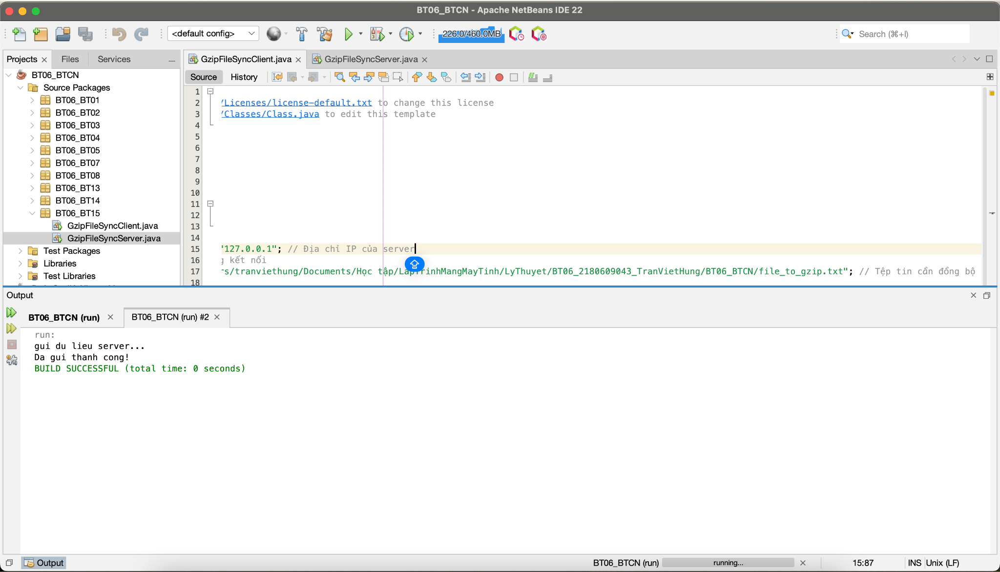 BT06_BTCN - Apache NetBeans IDE 22
<default config>
226.0/460.0MB
Search (⌘+I)
Projects
Files
Services
GzipFileSyncClient.java
GzipFileSyncServer.java
Source
History
BT06_BTCN
Source Packages
BT06_BT01
BT06_BT02
BT06_BT03
BT06_BT04
BT06_BT05
BT06_BT07
BT06_BT08
BT06_BT13
BT06_BT14
BT06_BT15
GzipFileSyncClient.java
GzipFileSyncServer.java
Test Packages
Libraries
Test Libraries
1
2 /Licenses/license-default.txt to change this license
3 /Classes/Class.java to edit this template
4
5
6
7
8
9
10
11
12
13
14
15 "127.0.0.1"; // Địa chỉ IP của server
16 g kết nối
17 rs/tranviethung/Documents/Học tập/LapTrinhMangMayTinh/LyThuyet/BT06_2180609043_TranVietHung/BT06_BTCN/file_to_gzip.txt"; // Tệp tin cần đồng bộ
18
Output
BT06_BTCN (run)
BT06_BTCN (run) #2
run:
gui du lieu server...
Da gui thanh cong!
BUILD SUCCESSFUL (total time: 0 seconds)
Output
BT06_BTCN (run)
running...
15:87
INS
Unix (LF)